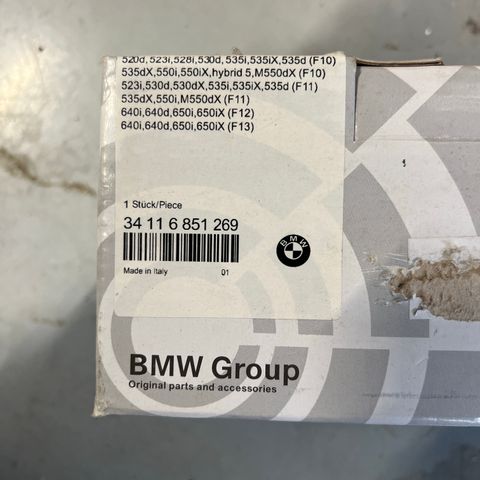 520d,523i,528i,530d,535i,535iX,535d (F10)
535dX,550i,550iX,hybrid 5,M550dX (F10)
523i,530d,530dX,535i,535iX,535d (F11)
535dX,550i,M550dX (F11)
640i,640d,650i,650iX (F12)
640i,640d,650i,650iX (F13)
1 Stück/Piece
34 11 6 851 269
BMW
Made in Italy 01
BMW Group
Original parts and accessories